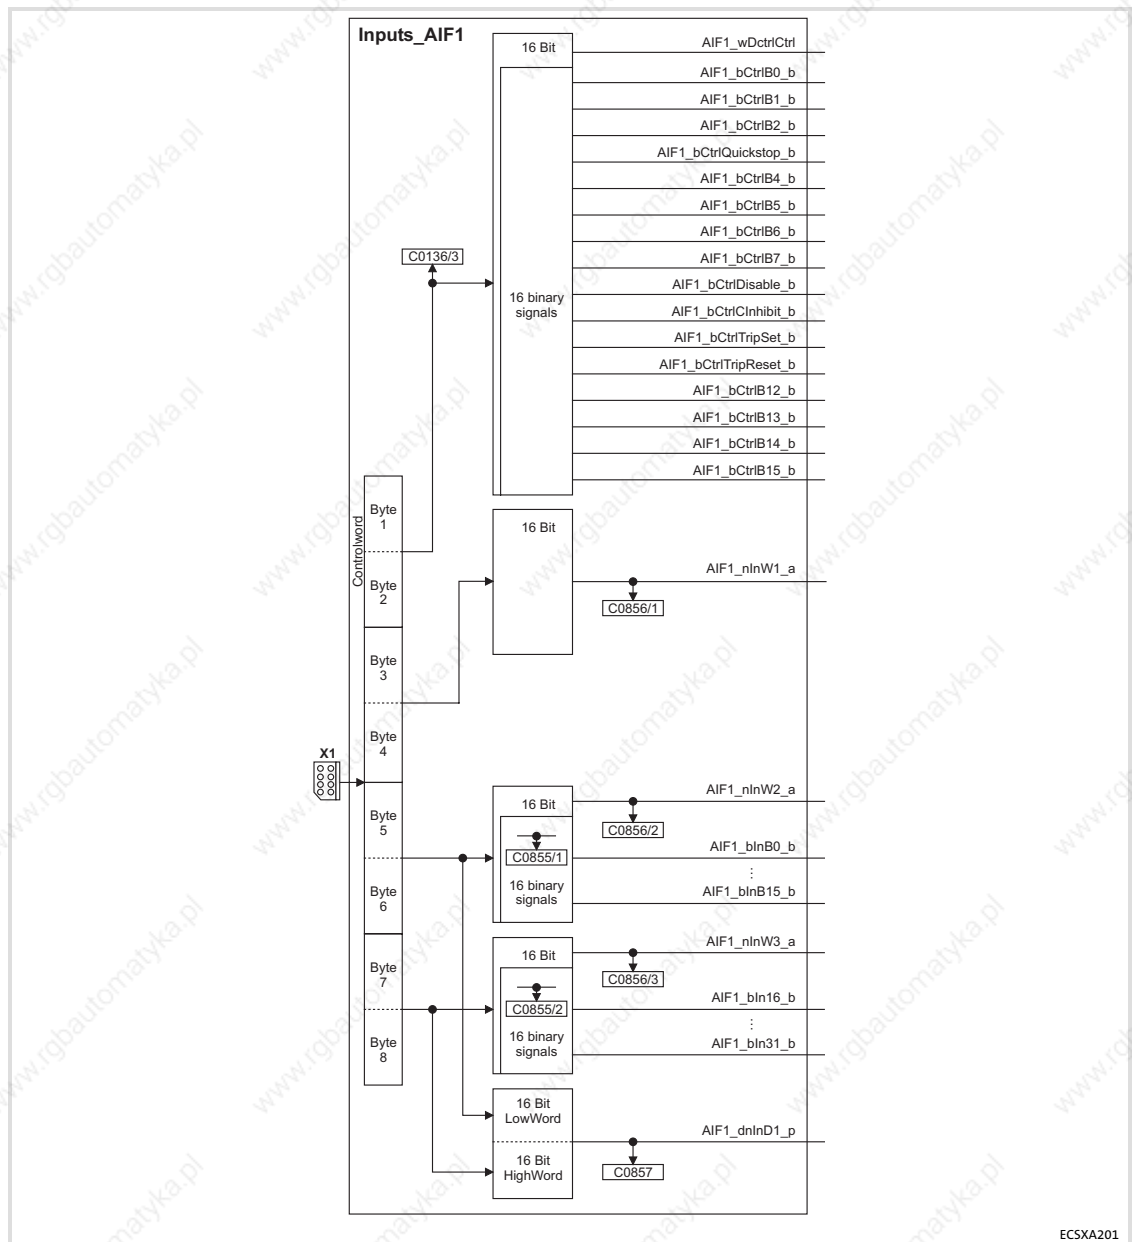 Inputs_AIF1
16 Bit
AIF1_wDctrlCtrl
AIF1_bCtrlB0_b
AIF1_bCtrlB1_b
AIF1_bCtrlB2_b
AIF1_bCtrlQuickstop_b
AIF1_bCtrlB4_b
AIF1_bCtrlB5_b
AIF1_bCtrlB6_b
AIF1_bCtrlB7_b
C0136/3
AIF1_bCtrlDisable_b
16 binary
signals
AIF1_bCtrlCInhibit_b
AIF1_bCtrlTripSet_b
AIF1_bCtrlTripReset_b
AIF1_bCtrlB12_b
AIF1_bCtrlB13_b
AIF1_bCtrlB14_b
AIF1_bCtrlB15_b
Controlword
Byte
1
Byte
2
16 Bit
AIF1_nInW1_a
C0856/1
Byte
3
Byte
4
X1
Byte
5
Byte
6
16 Bit
AIF1_nInW2_a
C0856/2
C0855/1
AIF1_bInB0_b
16 binary
signals
AIF1_bInB15_b
Byte
7
Byte
8
16 Bit
AIF1_nInW3_a
C0856/3
C0855/2
AIF1_bIn16_b
16 binary
signals
AIF1_bIn31_b
16 Bit
LowWord
AIF1_dnInD1_p
16 Bit
HighWord
C0857
ECSXA201
www.rgbautomatyka.pl